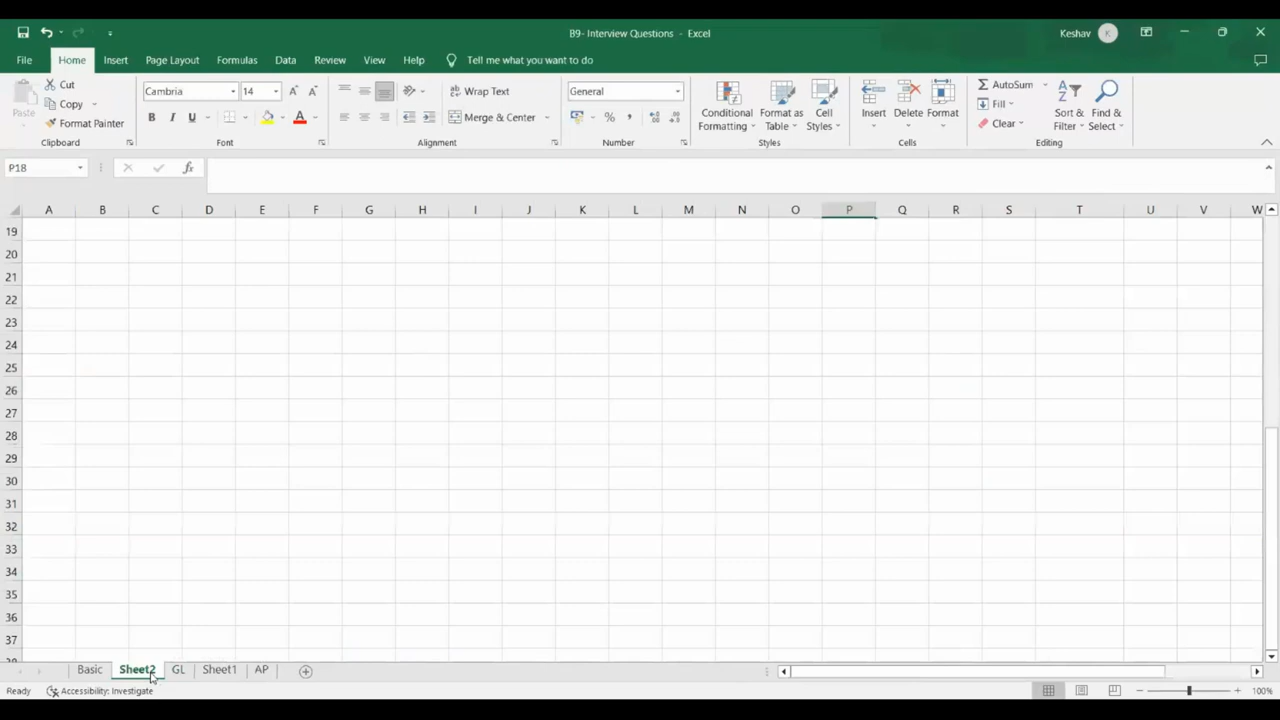 B9- Interview Questions - Excel
Keshav K
File Home Insert Page Layout Formulas Data Review View Help Tell me what you want to do
Paste Cut
Copy
Format Painter
Clipboard
Cambria 14
B I U A
Font
Wrap Text
Merge & Center
Alignment
General
% ,
Number
Conditional Formatting
Format as Table
Cell Styles
Styles
Insert Delete Format
Cells
AutoSum
Fill
Clear
Sort & Filter
Find & Select
Editing
P18 fx
A B C D E F G H I J K L M N O P Q R S T U V W
19
20
21
22
23
24
25
26
27
28
29
30
31
32
33
34
35
36
37
38
Basic Sheet2 GL Sheet1 AP
Ready Accessibility: Investigate 100%